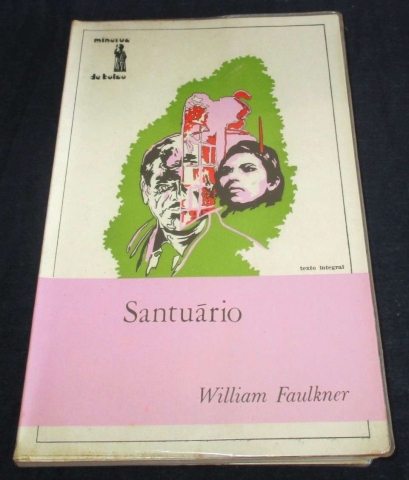 minerva
de bolso
texto integral
Santuário
William Faulkner